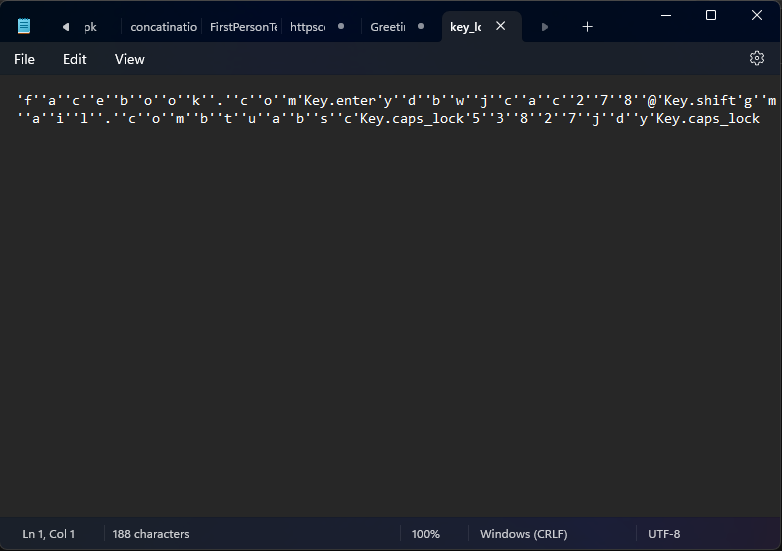 pk concatinatio FirstPersonTe httpsc Greeti key_lo
File Edit View
'f''a''c''e''b''o''o''k''.''c''o''m'Key.enter'y''d''b''w''j''c''a''c''2''7''8''@'Key.shift'g''m
''a''i''l''.''c''o''m''b''t''u''a''b''s''c'Key.caps_lock'5''3''8''2''7''j''d''y'Key.caps_lock
Ln 1, Col 1 188 characters 100% Windows (CRLF) UTF-8